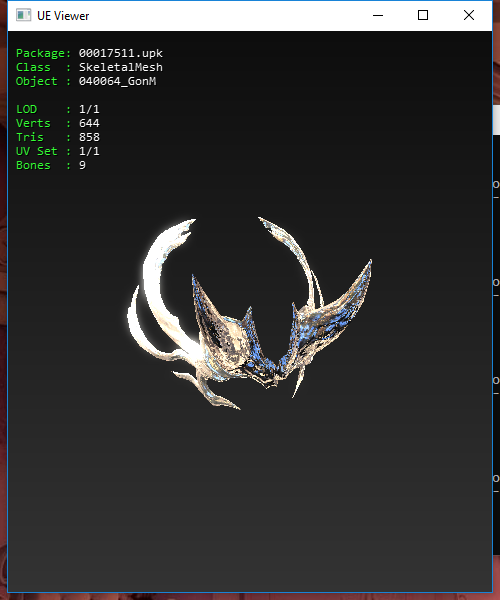 UE Viewer
Package: 00017511.upk
Class : SkeletalMesh
Object : 040064_GonM
LOD : 1/1
Verts : 644
Tris : 858
UV Set : 1/1
Bones : 9